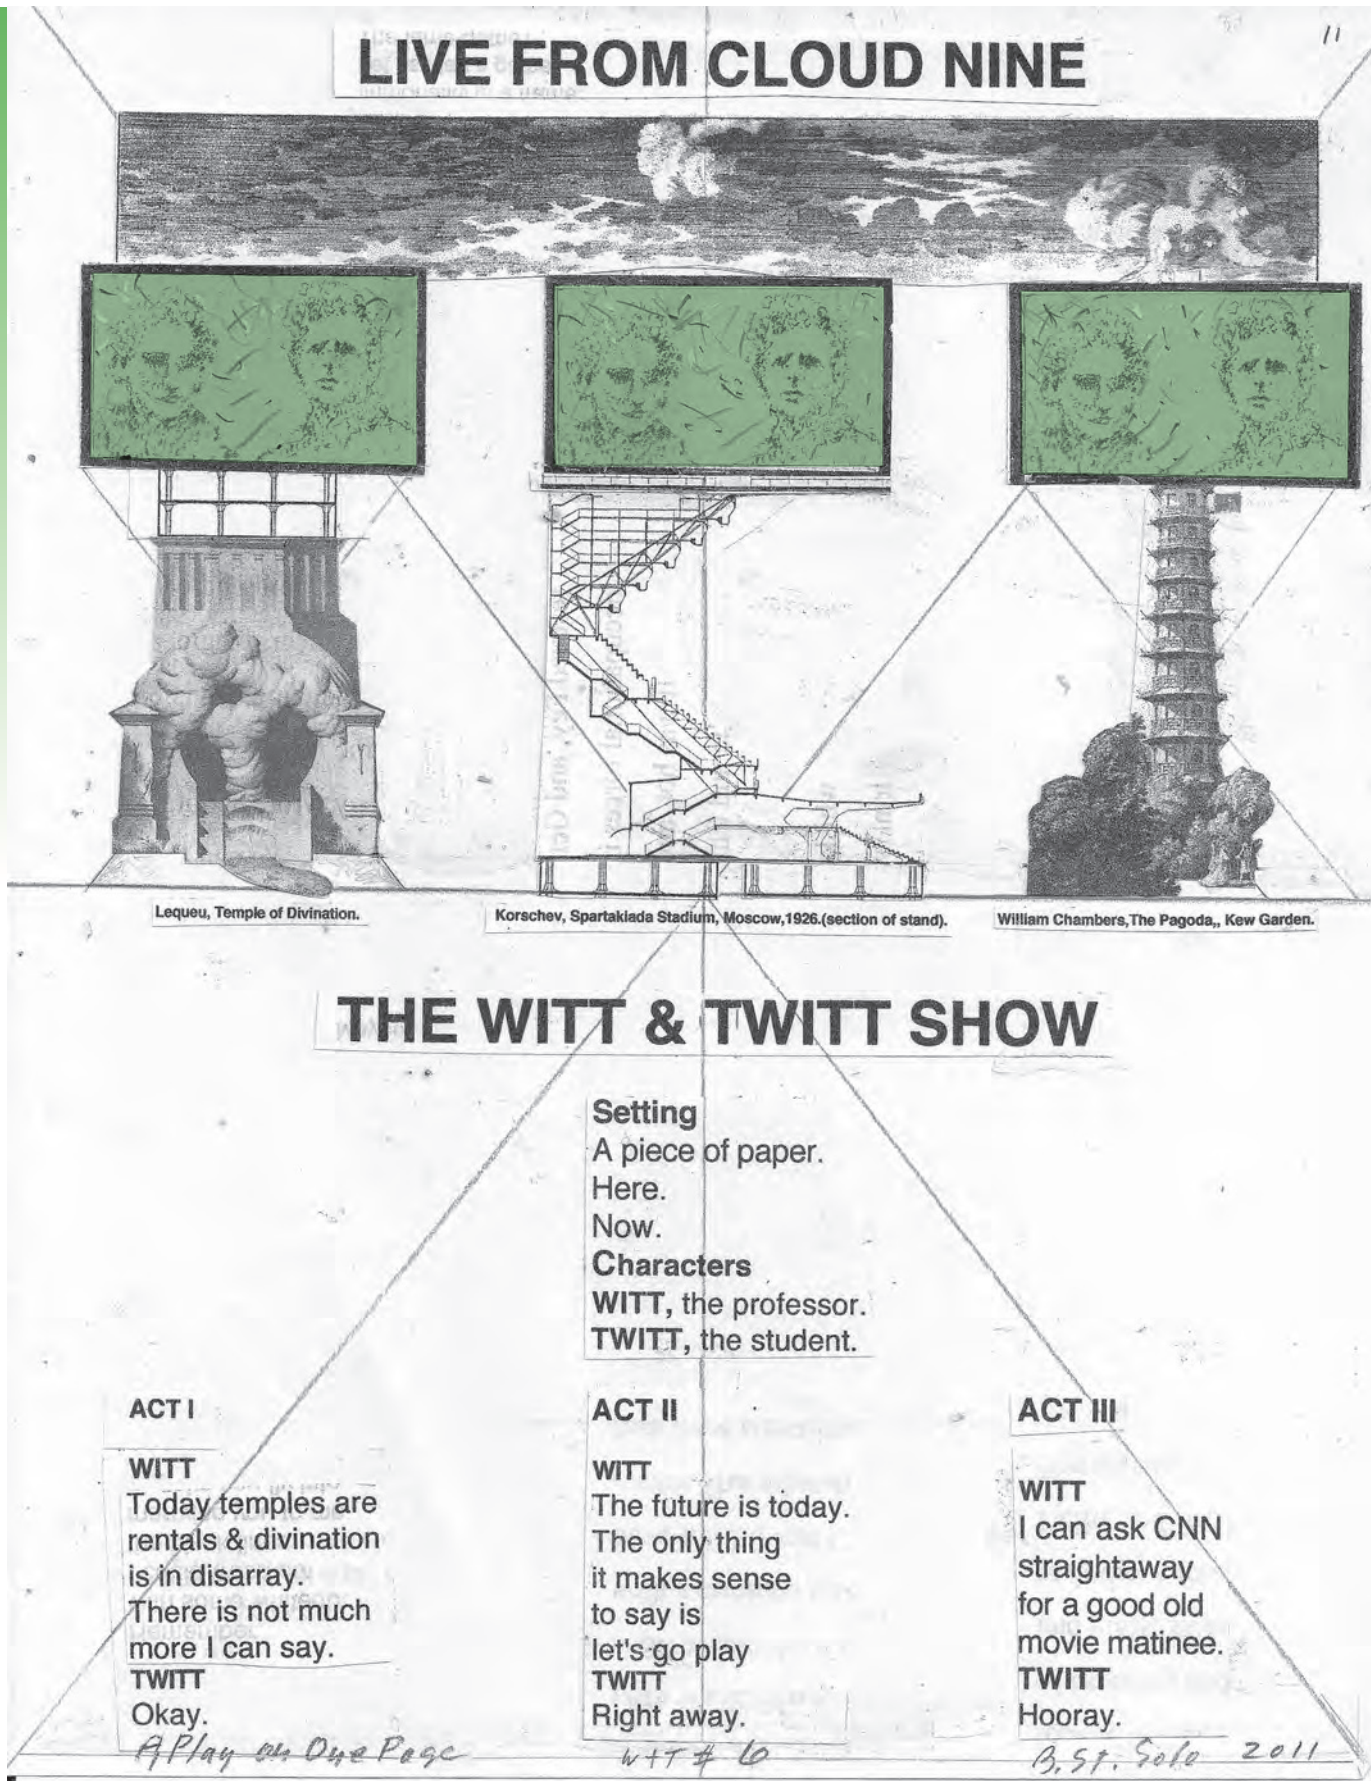 11
LIVE FROM CLOUD NINE
Lequeu, Temple of Divination.
Korschev, Spartakiada Stadium, Moscow,1926.(section of stand).
William Chambers,The Pagoda,, Kew Garden.
THE WITT & TWITT SHOW
Setting
A piece of paper.
Here.
Now.
Characters
WITT, the professor.
TWITT, the student.
ACT I
WITT
Today temples are
rentals & divination
is in disarray.
There is not much
more I can say.
TWITT
Okay.
ACT II
WITT
The future is today.
The only thing
it makes sense
to say is
let's go play
TWITT
Right away.
ACT III
WITT
I can ask CNN
straightaway
for a good old
movie matinee.
TWITT
Hooray.
A Play on One Page
W+T # 6
B. St. Solo 2011